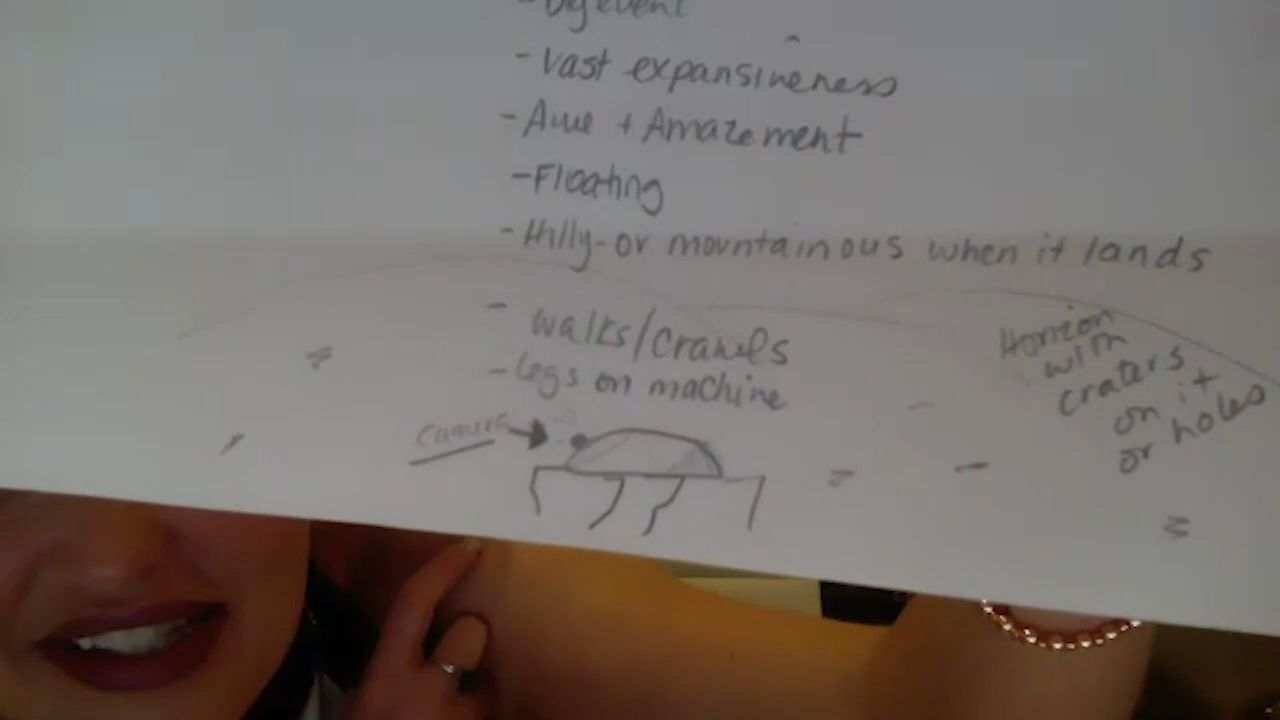 - Vast expansiveness
- Awe + Amazement
- Floating
- Hilly-or mountainous when it lands
- walks/crawls
- Legs on machine
Camera
Horizon
with
craters
on it
or holes